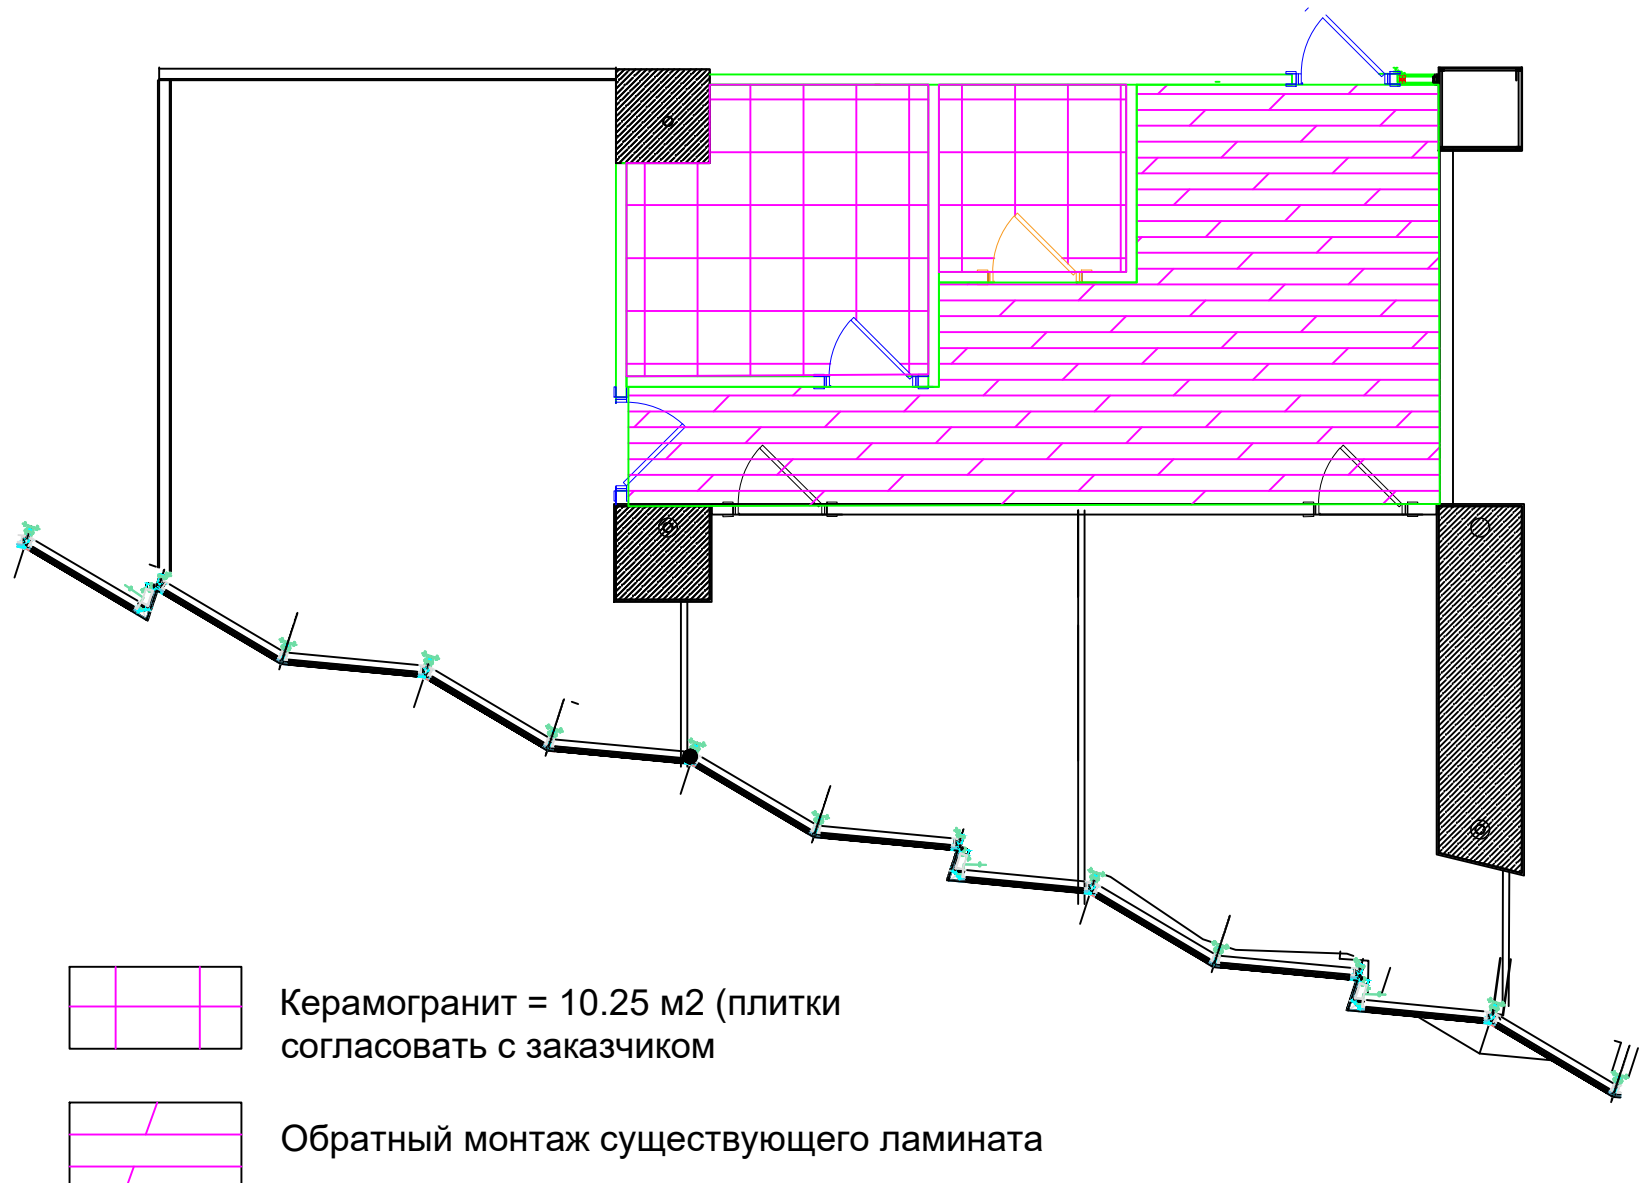 Керамогранит = 10.25 м2 (плитки
согласовать с заказчиком
Обратный монтаж существующего ламината